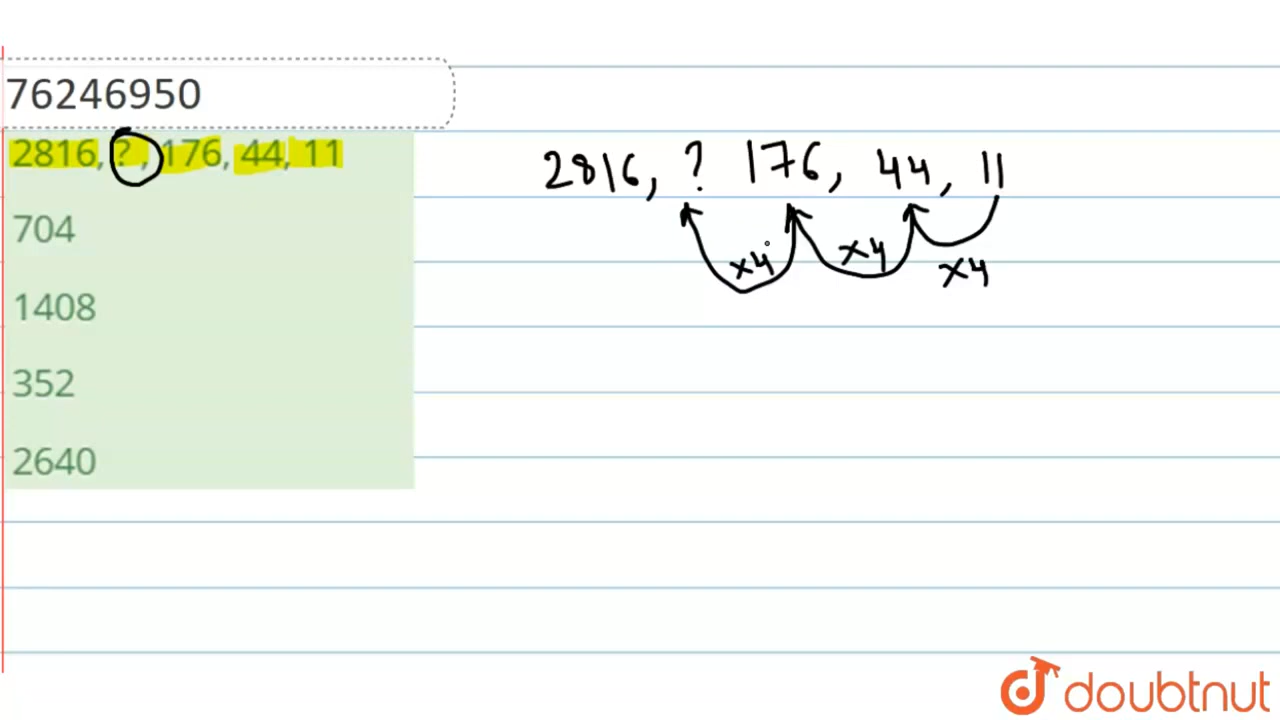 76246950
2816, ?, 176, 44, 11
2816, ? 176, 44, 11
704
×4 ×4 ×4
1408
352
2640
doubtnut